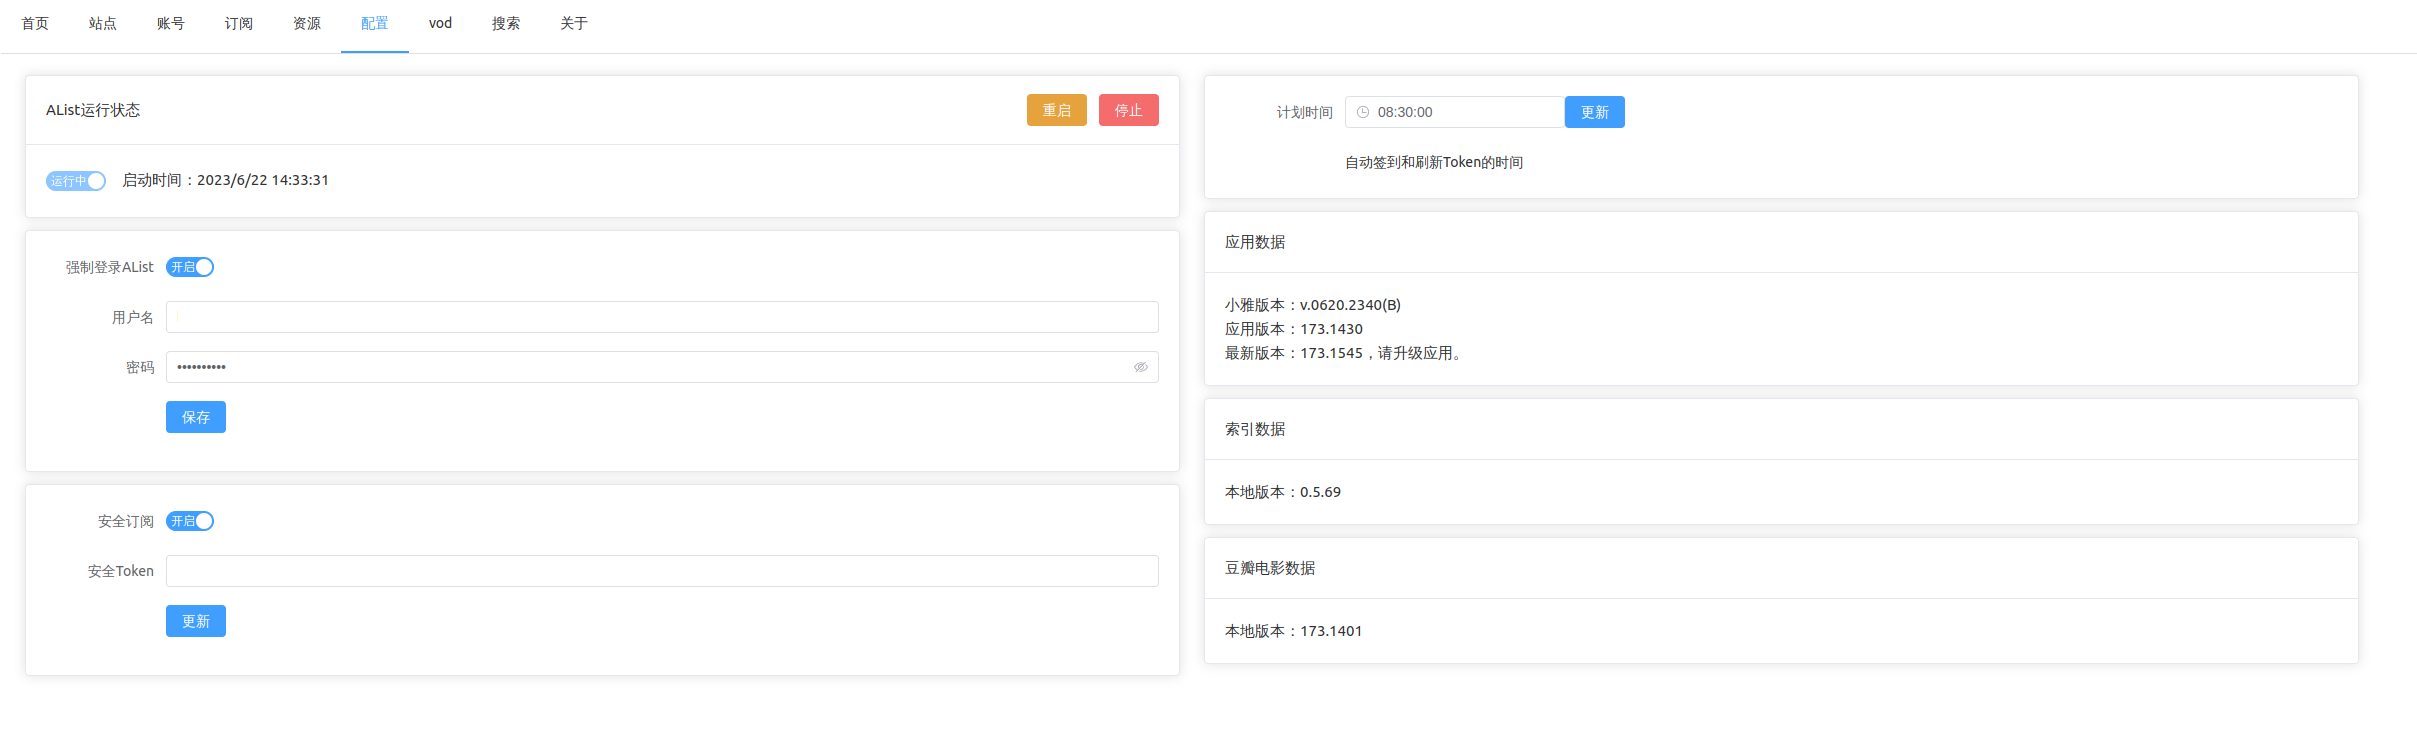 首页 站点 账号 订阅 资源 配置 vod 搜索 关于
AList运行状态 重启 停止
运行中 启动时间：2023/6/22 14:33:31
强制登录AList 开启
用户名
密码 ••••••••••
保存
安全订阅 开启
安全Token
更新
计划时间 08:30:00 更新
自动签到和刷新Token的时间
应用数据
小雅版本：v.0620.2340(B)
应用版本：173.1430
最新版本：173.1545，请升级应用。
索引数据
本地版本：0.5.69
豆瓣电影数据
本地版本：173.1401